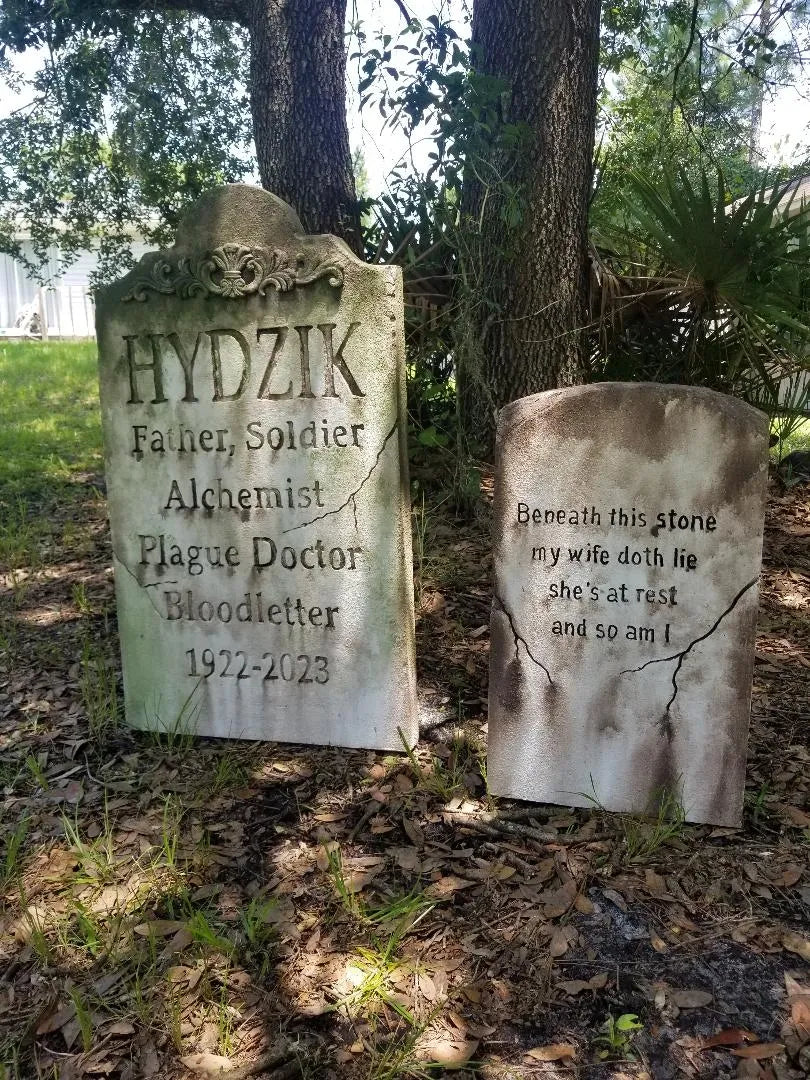 HYDZIK
Father, Soldier
Alchemist
Plague Doctor
Bloodletter
1922-2023
Beneath this stone
my wife doth lie
she's at rest
and so am I